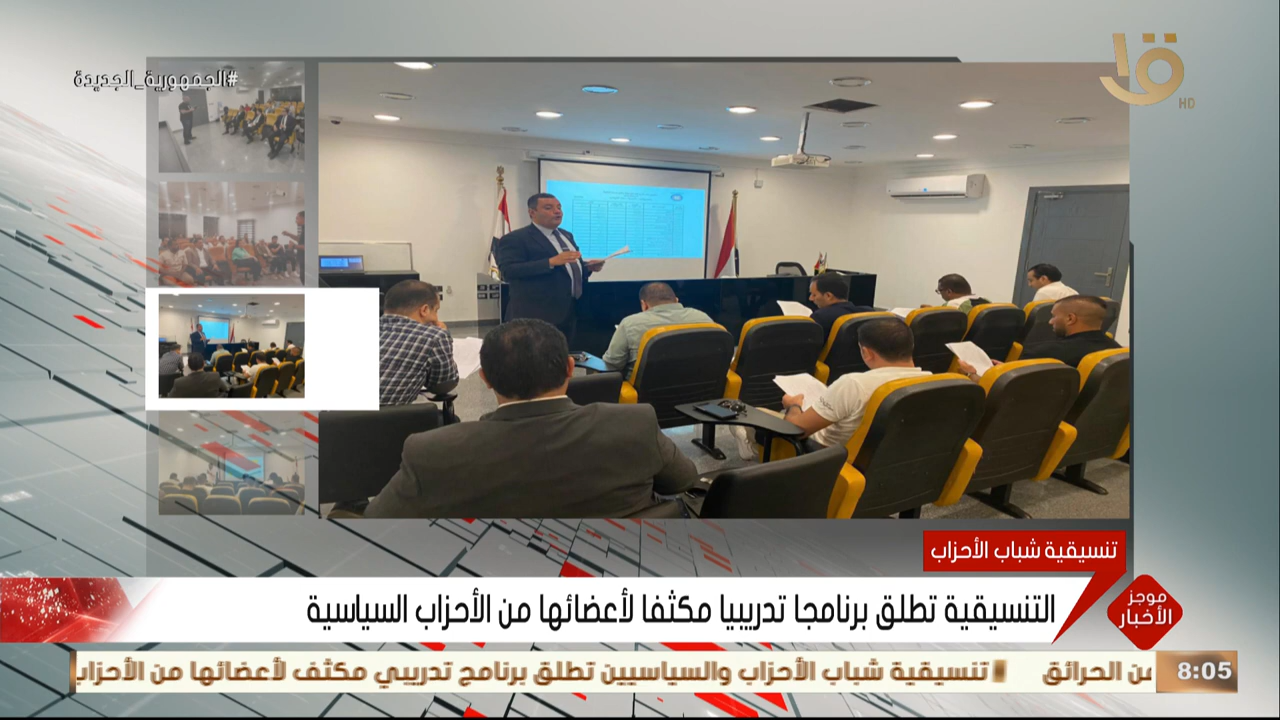 #الجمهورية_الجديدة
HD
تنسيقية شباب الأحزاب
موجز الأخبار
التنسيقية تطلق برنامجا تدريبيا مكثفا لأعضائها من الأحزاب السياسية
8:05
الحرائق تنسيقية شباب الأحزاب والسياسيين تطلق برنامج تدريبي مكثف لأعضائها من الأحزاب